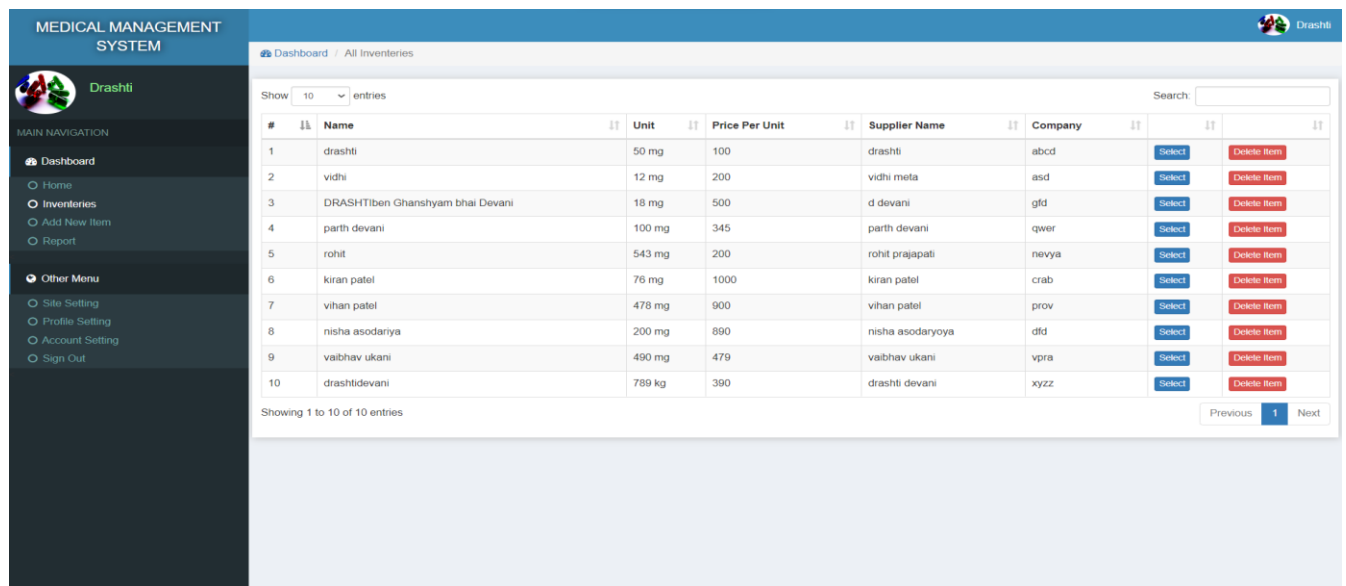 MEDICAL MANAGEMENT
SYSTEM
Drashti
Dashboard / All Inventeries
Drashti
MAIN NAVIGATION
Dashboard
Home
Inventeries
Add New Item
Report
Other Menu
Site Setting
Profile Setting
Account Setting
Sign Out
Show 10 entries Search:
# Name Unit Price Per Unit Supplier Name Company
1 drashti 50 mg 100 drashti abcd Select Delete Item
2 vidhi 12 mg 200 vidhi meta asd Select Delete Item
3 DRASHTIben Ghanshyam bhai Devani 18 mg 500 d devani gfd Select Delete Item
4 parth devani 100 mg 345 parth devani qwer Select Delete Item
5 rohit 543 mg 200 rohit prajapati nevya Select Delete Item
6 kiran patel 76 mg 1000 kiran patel crab Select Delete Item
7 vihan patel 478 mg 900 vihan patel prov Select Delete Item
8 nisha asodariya 200 mg 890 nisha asodaryoya dfd Select Delete Item
9 vaibhav ukani 490 mg 479 vaibhav ukani vpra Select Delete Item
10 drashtidevani 789 kg 390 drashti devani xyzz Select Delete Item
Showing 1 to 10 of 10 entries Previous 1 Next